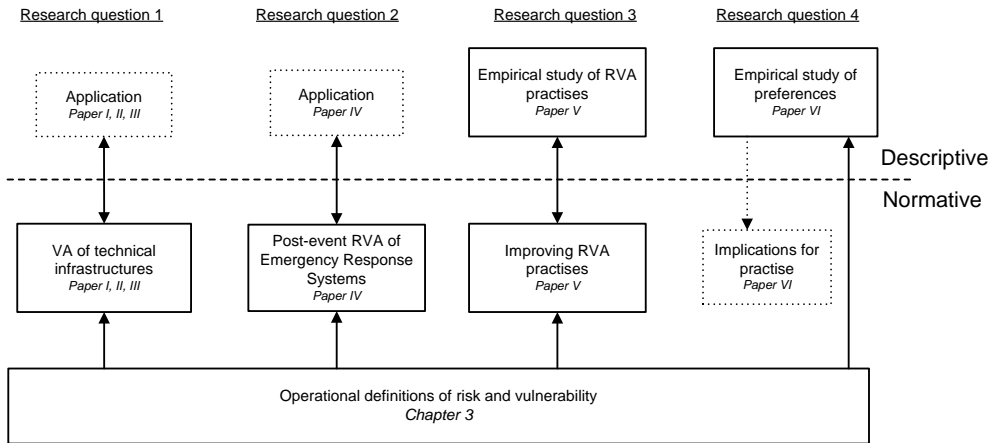 Research question 1
Research question 2
Research question 3
Research question 4
Application
Paper I, II, III
Application
Paper IV
Empirical study of RVA
practises
Paper V
Empirical study of
preferences
Paper VI
Descriptive
Normative
VA of technical
infrastructures
Paper I, II, III
Post-event RVA of
Emergency Response
Systems
Paper IV
Improving RVA
practises
Paper V
Implications for
practise
Paper VI
Operational definitions of risk and vulnerability
Chapter 3